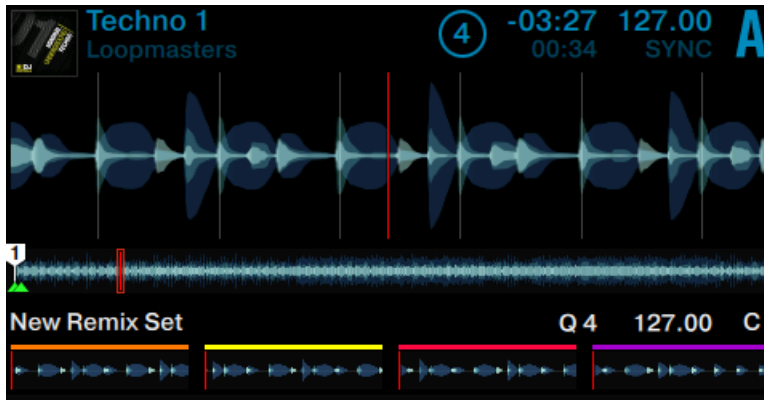 Techno 1
Loopmasters
4
-03:27 127.00
00:34 SYNC
A
1
New Remix Set Q 4 127.00 C